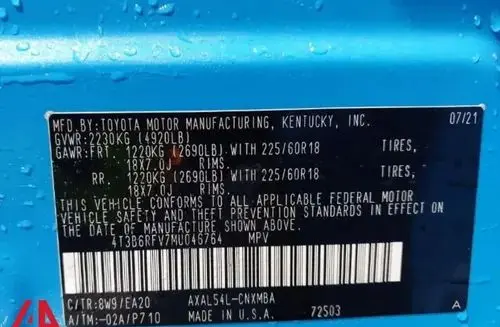 MFD.BY:TOYOTA MOTOR MANUFACTURING, KENTUCKY, INC. 07/21
GVWR:2230KG (4920LB)
GAWR:FRT. 1220KG (2690LB) WITH 225/60R18 TIRES,
18X7.0J RIMS.
RR. 1220KG (2690LB) WITH 225/60R18 TIRES,
18X7.0J RIMS.
THIS VEHICLE CONFORMS TO ALL APPLICABLE FEDERAL MOTOR
VEHICLE SAFETY AND THEFT PREVENTION STANDARDS IN EFFECT ON
THE DATE OF MANUFACTURE SHOWN ABOVE.
4T3B6RFV7MU046764 MPV
C/TR:8W9/EA20 AXAL54L-CNXMBA
A/TM:-02A/P710 72503 A